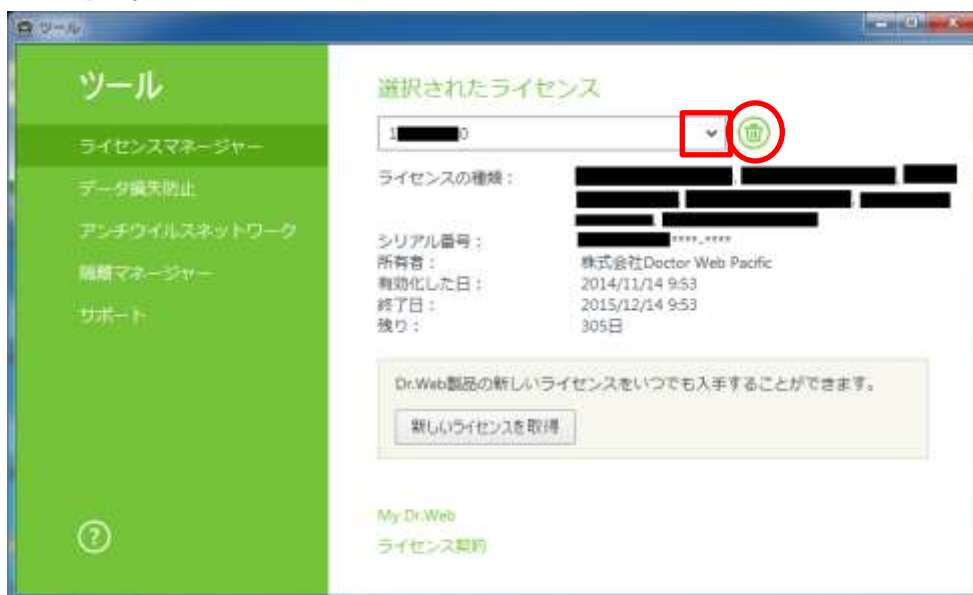 ツール
ツール
ライセンスマネージャー
データ損失防止
アンチウイルスネットワーク
隔離マネージャー
サポート
選択されたライセンス
1 0
ライセンスの種類：
シリアル番号： ****-****
所有者： 株式会社Doctor Web Pacific
有効化した日： 2014/11/14 9:53
終了日： 2015/12/14 9:53
残り： 305日
Dr.Web製品の新しいライセンスをいつでも入手することができます。
新しいライセンスを取得
My Dr.Web
ライセンス契約
?